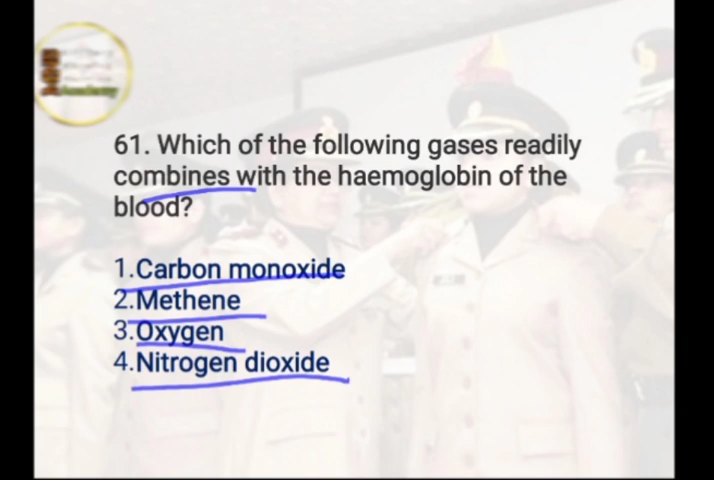 Academy
61. Which of the following gases readily
combines with the haemoglobin of the
blood?
1.Carbon monoxide
2.Methene
3.Oxygen
4.Nitrogen dioxide